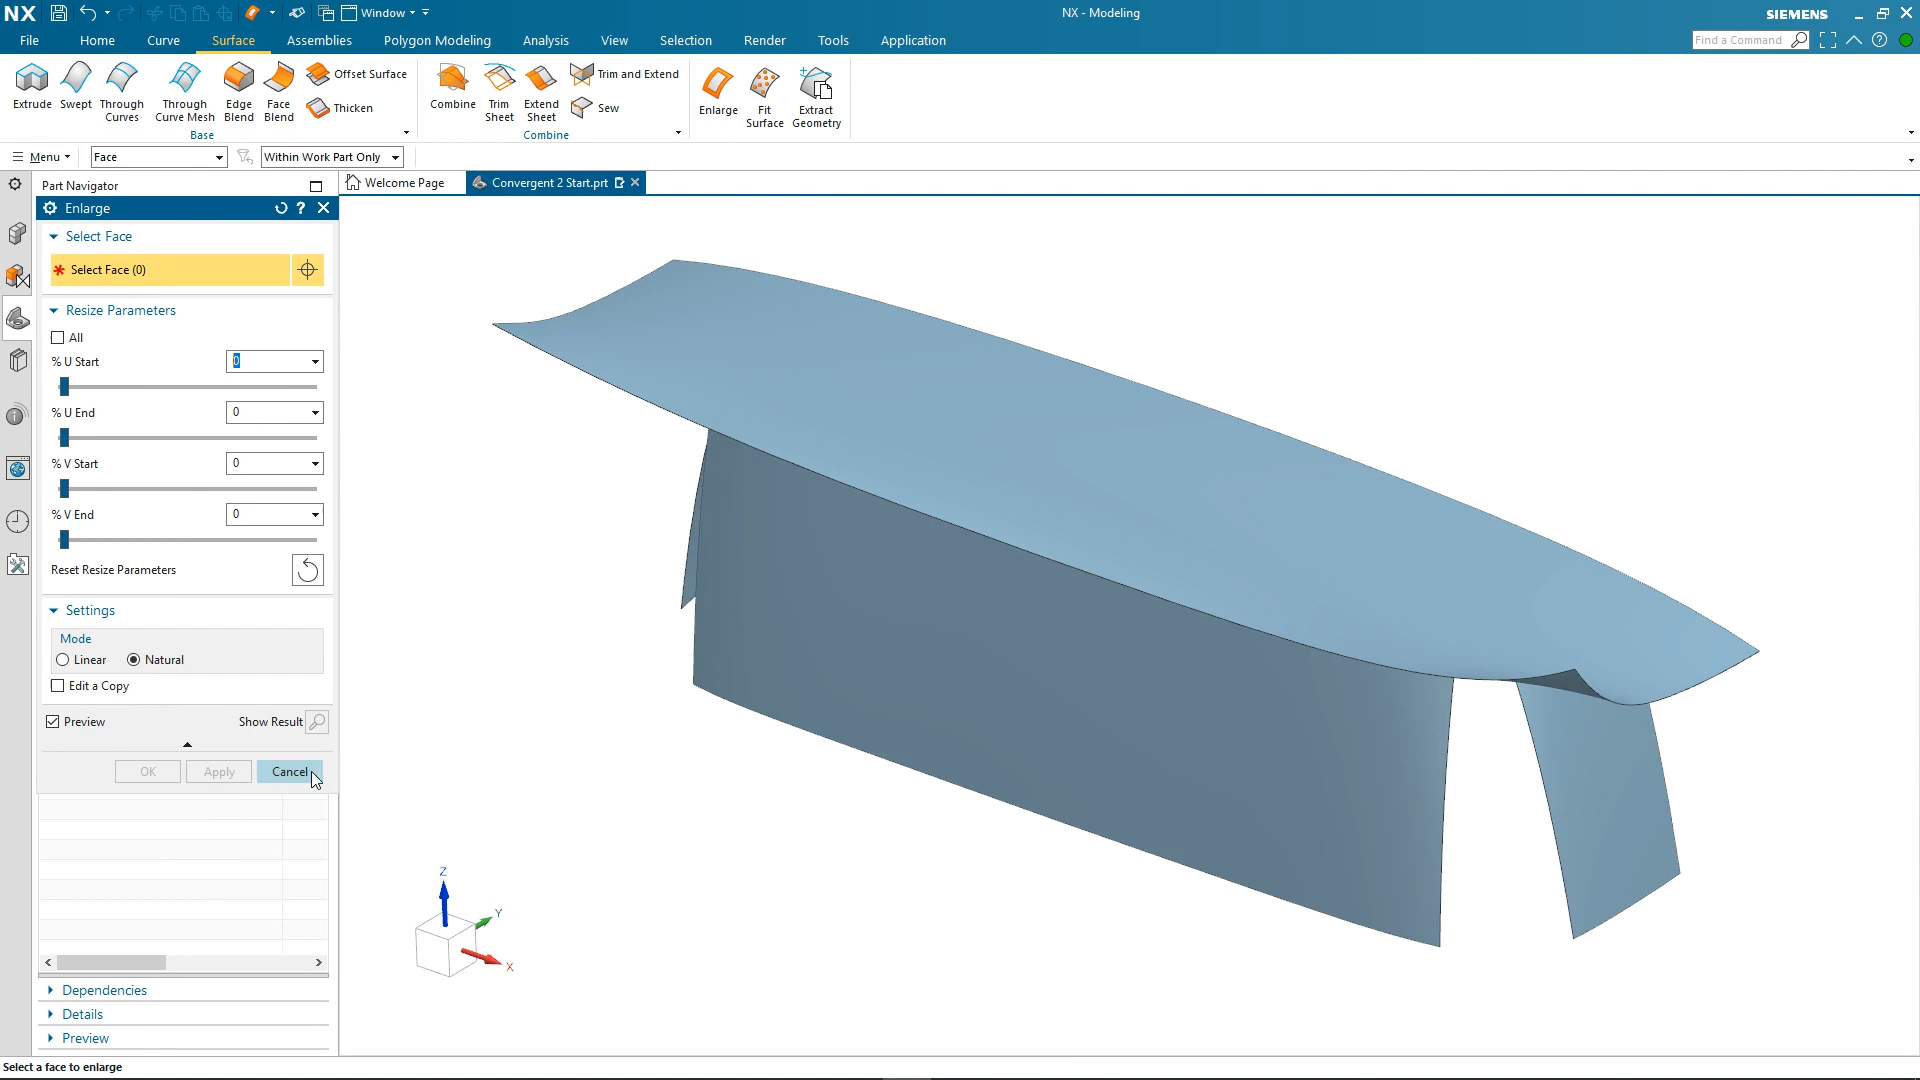 NX Window NX - Modeling SIEMENS
File Home Curve Surface Assemblies Polygon Modeling Analysis View Selection Render Tools Application Find a Command
Extrude Swept Through Curves Through Curve Mesh Edge Blend Face Blend Offset Surface Thicken Combine Trim Sheet Extend Sheet Trim and Extend Sew Enlarge Fit Surface Extract Geometry
Base Combine
Menu Face Within Work Part Only
Part Navigator Welcome Page Convergent 2 Start.prt
Enlarge ?
Select Face
* Select Face (0)
Resize Parameters
All
% U Start 0
% U End 0
% V Start 0
% V End 0
Reset Resize Parameters
Settings
Mode
Linear Natural
Edit a Copy
Preview Show Result
OK Apply Cancel
Z
Y
X
Dependencies
Details
Preview
Select a face to enlarge